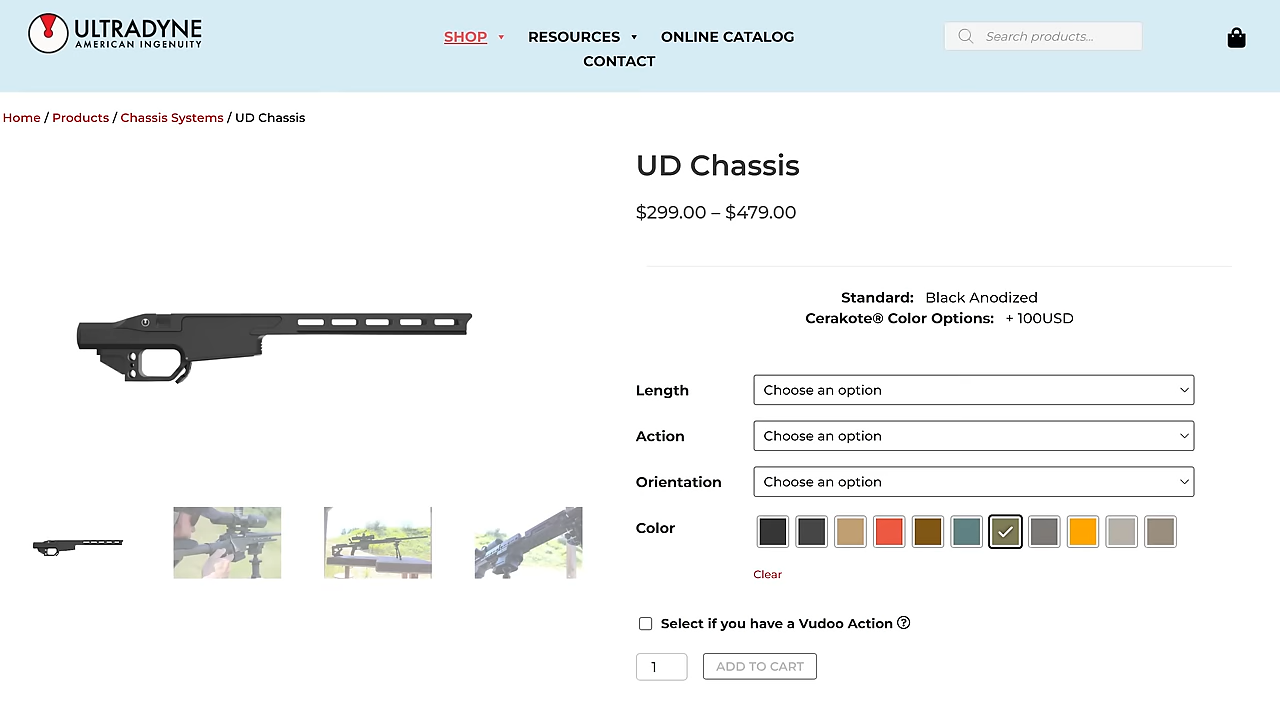 ULTRADYNE
AMERICAN INGENUITY
SHOP RESOURCES ONLINE CATALOG
CONTACT
Search products...
Home / Products / Chassis Systems / UD Chassis
UD Chassis
$299.00 – $479.00
Standard: Black Anodized
Cerakote® Color Options: + 100USD
Length Choose an option
Action Choose an option
Orientation Choose an option
Color
Clear
Select if you have a Vudoo Action ?
1 ADD TO CART